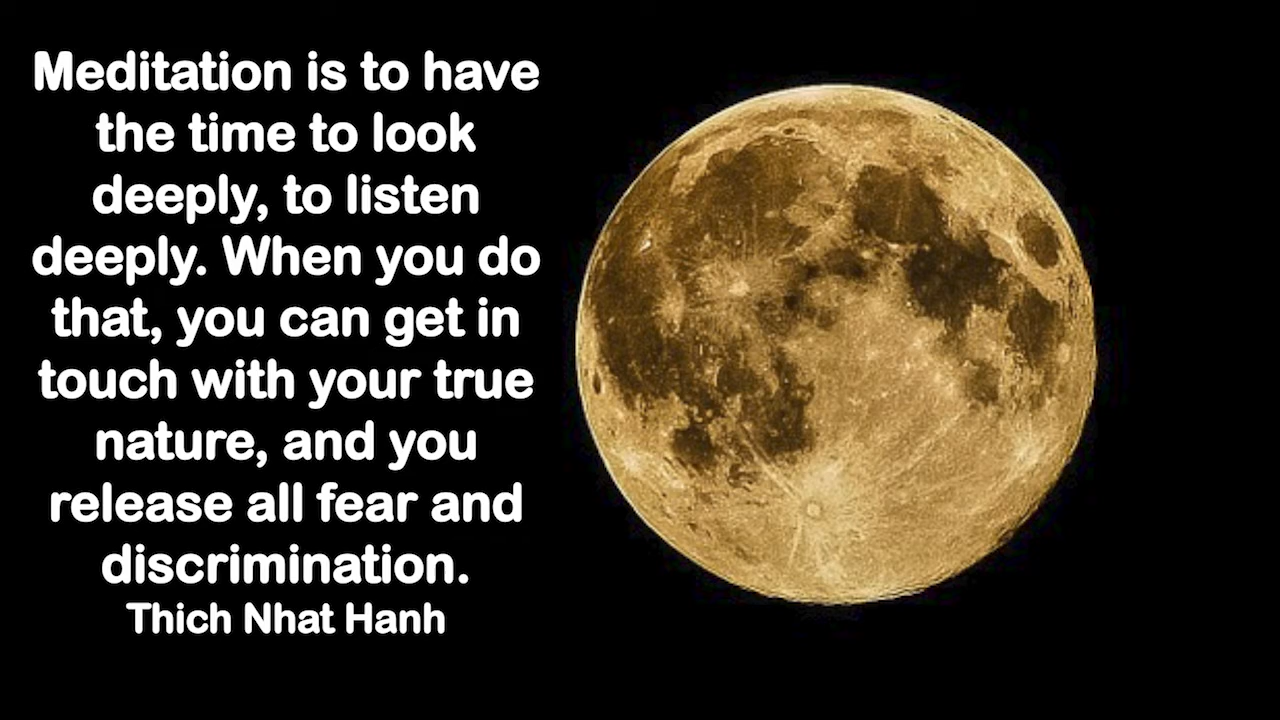 Meditation is to have
the time to look
deeply, to listen
deeply. When you do
that, you can get in
touch with your true
nature, and you
release all fear and
discrimination.
Thich Nhat Hanh